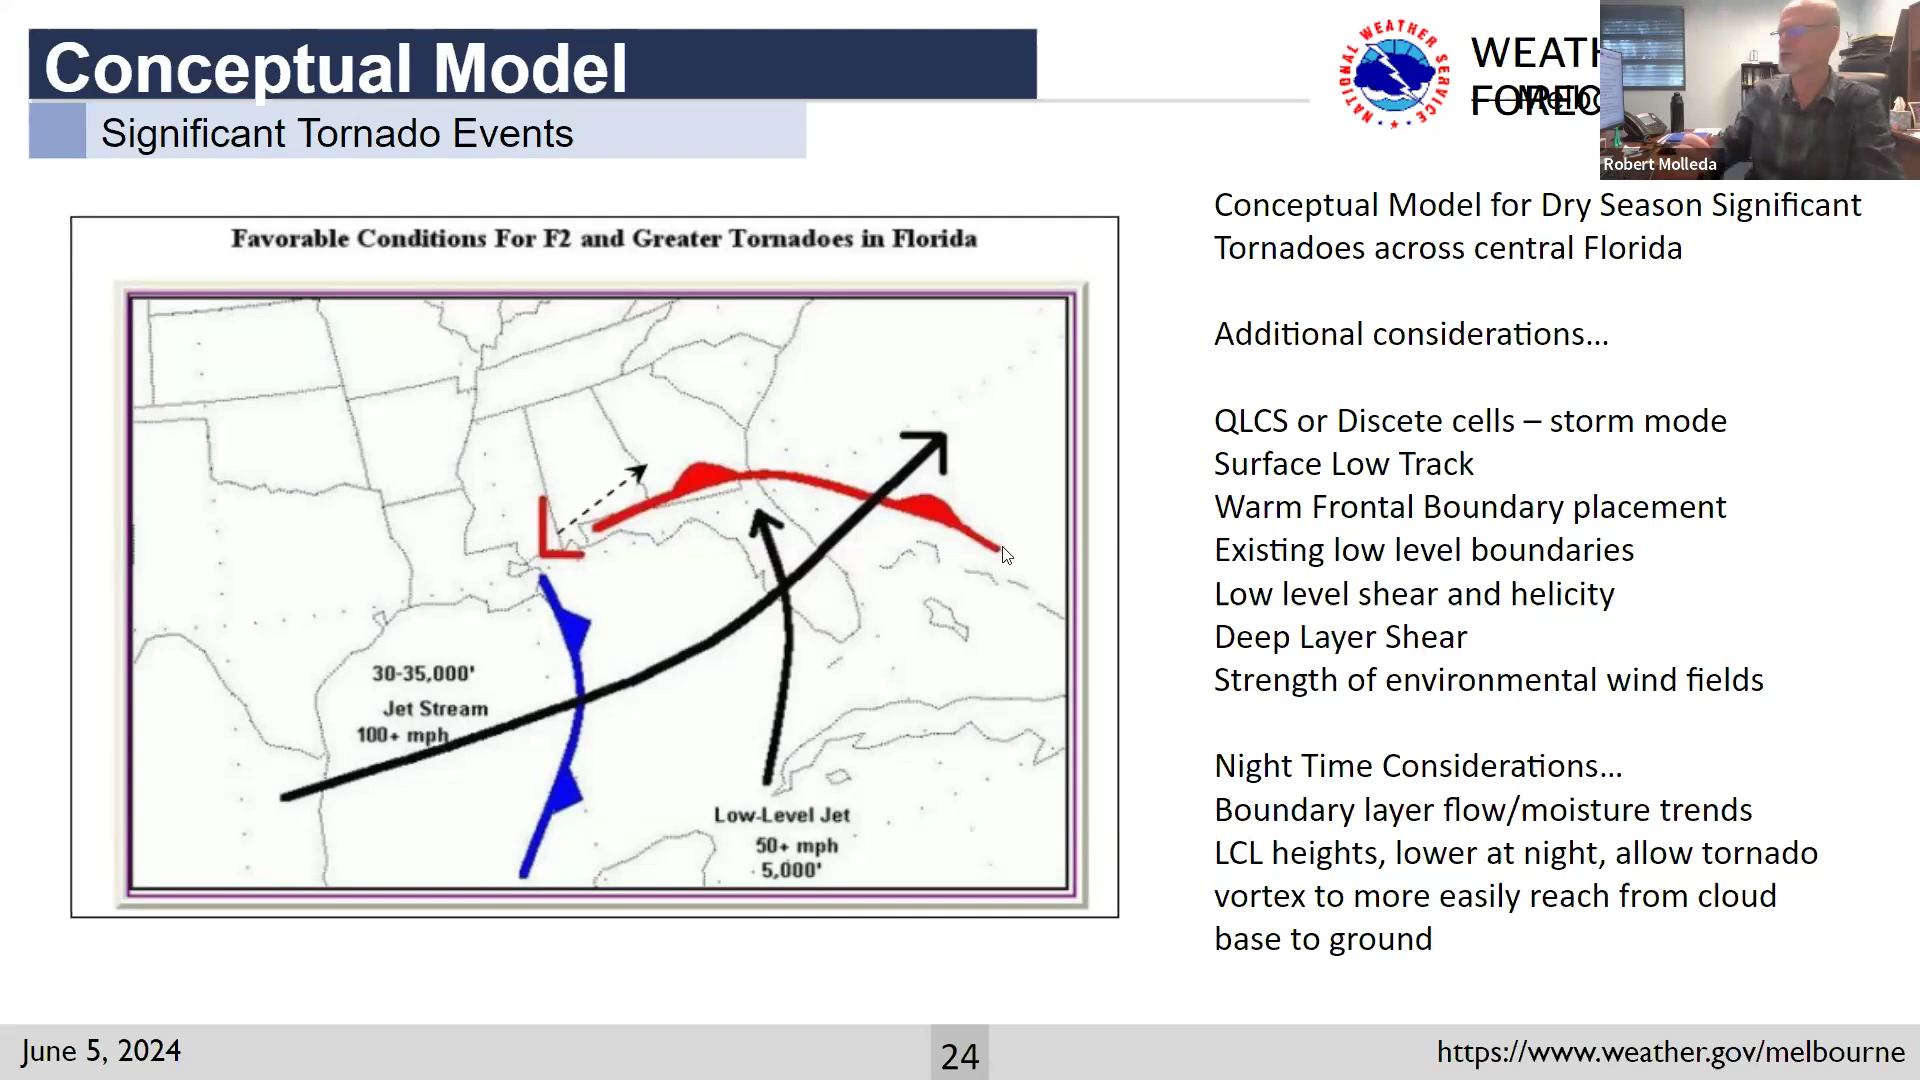 Conceptual Model
Significant Tornado Events
NATIONAL WEATHER SERVICE
WEATH
FOREC
Melbo
Robert Molleda
Favorable Conditions For F2 and Greater Tornadoes in Florida
L
30-35,000'
Jet Stream
100+ mph
Low-Level Jet
50+ mph
5,000'
Conceptual Model for Dry Season Significant
Tornadoes across central Florida
Additional considerations...
QLCS or Discete cells – storm mode
Surface Low Track
Warm Frontal Boundary placement
Existing low level boundaries
Low level shear and helicity
Deep Layer Shear
Strength of environmental wind fields
Night Time Considerations...
Boundary layer flow/moisture trends
LCL heights, lower at night, allow tornado
vortex to more easily reach from cloud
base to ground
June 5, 2024
24
https://www.weather.gov/melbourne